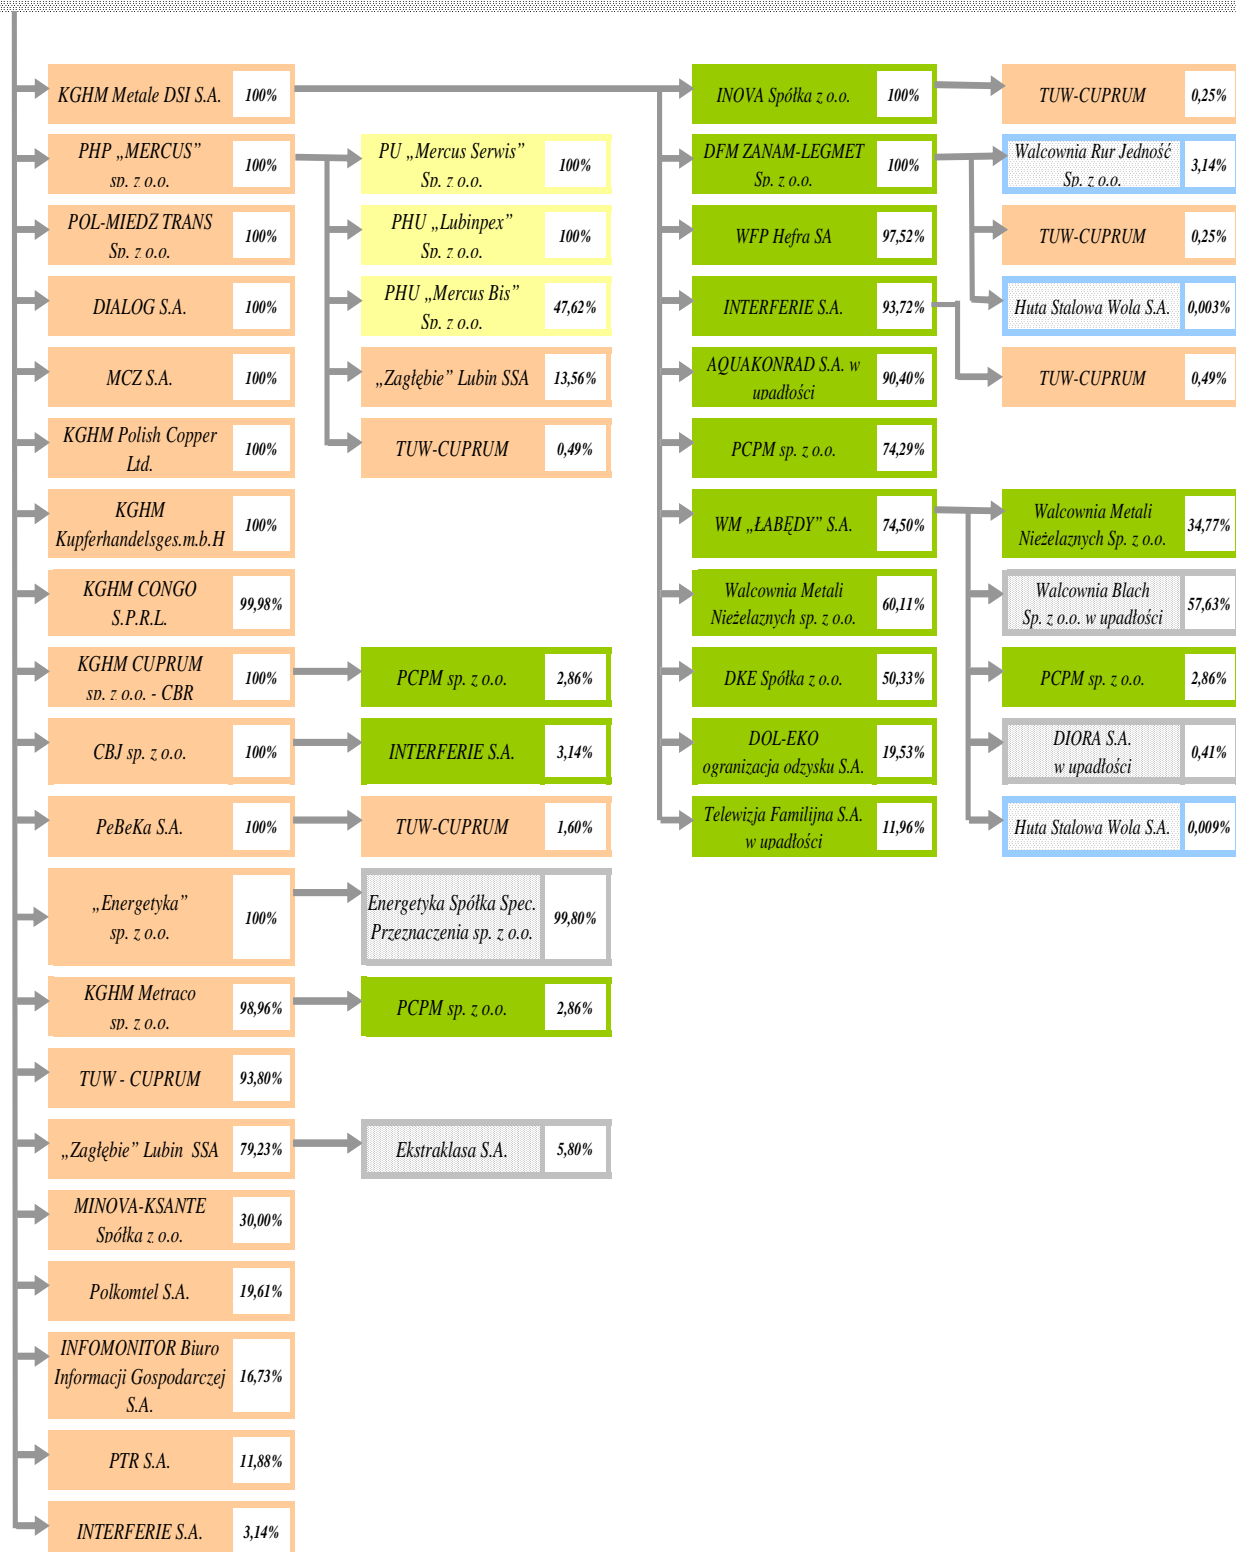 KGHM Metale DSI S.A. 100%
PHP „MERCUS”
sp. z o.o. 100%
POL-MIEDZ TRANS
Sp. z o.o. 100%
DIALOG S.A. 100%
MCZ S.A. 100%
KGHM Polish Copper
Ltd. 100%
KGHM
Kupferhandelsges.m.b.H 100%
KGHM CONGO
S.P.R.L. 99,98%
KGHM CUPRUM
sp. z o.o. - CBR 100%
CBJ sp. z o.o. 100%
PeBeKa S.A. 100%
„Energetyka”
sp. z o.o. 100%
KGHM Metraco
sp. z o.o. 98,96%
TUW - CUPRUM 93,80%
„Zagłębie” Lubin SSA 79,23%
MINOVA-KSANTE
Spółka z o.o. 30,00%
Polkomtel S.A. 19,61%
INFOMONITOR Biuro
Informacji Gospodarczej
S.A. 16,73%
PTR S.A. 11,88%
INTERFERIE S.A. 3,14%
PU „Mercus Serwis”
Sp. z o.o. 100%
PHU „Lubinpex”
Sp. z o.o. 100%
PHU „Mercus Bis”
Sp. z o.o. 47,62%
„Zagłębie” Lubin SSA 13,56%
TUW-CUPRUM 0,49%
PCPM sp. z o.o. 2,86%
INTERFERIE S.A. 3,14%
TUW-CUPRUM 1,60%
Energetyka Spółka Spec.
Przeznaczenia sp. z o.o. 99,80%
PCPM sp. z o.o. 2,86%
Ekstraklasa S.A. 5,80%
INOVA Spółka z o.o. 100%
DFM ZANAM-LEGMET
Sp. z o.o. 100%
WFP Hefra SA 97,52%
INTERFERIE S.A. 93,72%
AQUAKONRAD S.A. w
upadłości 90,40%
PCPM sp. z o.o. 74,29%
WM „ŁABĘDY” S.A. 74,50%
Walcownia Metali
Nieżelaznych sp. z o.o. 60,11%
DKE Spółka z o.o. 50,33%
DOL-EKO
ogranizacja odzysku S.A. 19,53%
Telewizja Familijna S.A.
w upadłości 11,96%
TUW-CUPRUM 0,25%
Walcownia Rur Jedność
Sp. z o.o. 3,14%
TUW-CUPRUM 0,25%
Huta Stalowa Wola S.A. 0,003%
TUW-CUPRUM 0,49%
Walcownia Metali
Nieżelaznych Sp. z o.o. 34,77%
Walcownia Blach
Sp. z o.o. w upadłości 57,63%
PCPM sp. z o.o. 2,86%
DIORA S.A.
w upadłości 0,41%
Huta Stalowa Wola S.A. 0,009%